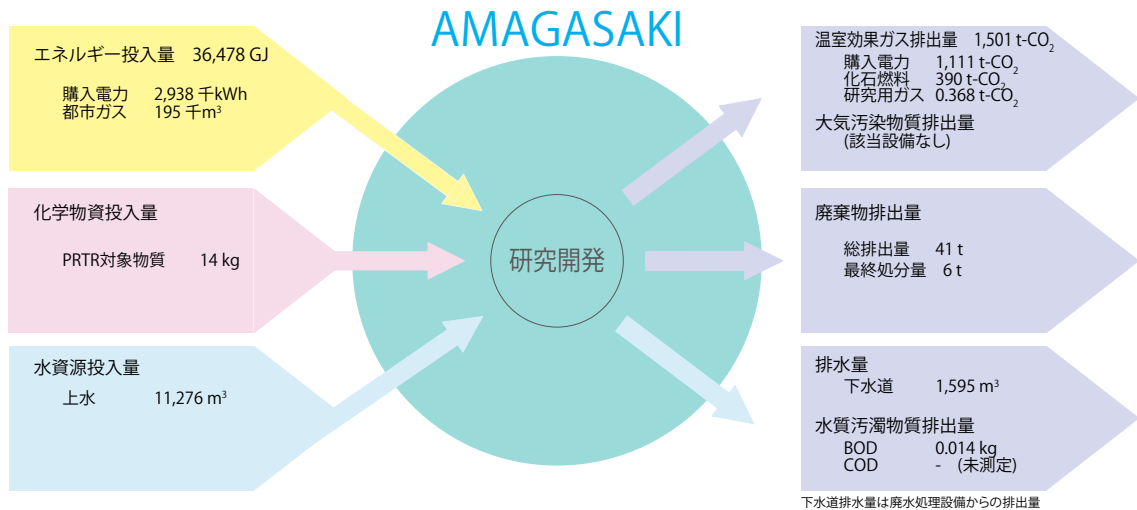 AMAGASAKI
エネルギー投入量 36,478 GJ
購入電力 2,938 千kWh
都市ガス 195 千m³
化学物資投入量
PRTR対象物質 14 kg
水資源投入量
上水 11,276 m³
研究開発
温室効果ガス排出量 1,501 t-CO₂
購入電力 1,111 t-CO₂
化石燃料 390 t-CO₂
研究用ガス 0.368 t-CO₂
大気汚染物質排出量
(該当設備なし)
廃棄物排出量
総排出量 41 t
最終処分量 6 t
排水量
下水道 1,595 m³
水質汚濁物質排出量
BOD 0.014 kg
COD - (未測定)
下水道排水量は廃水処理設備からの排出量